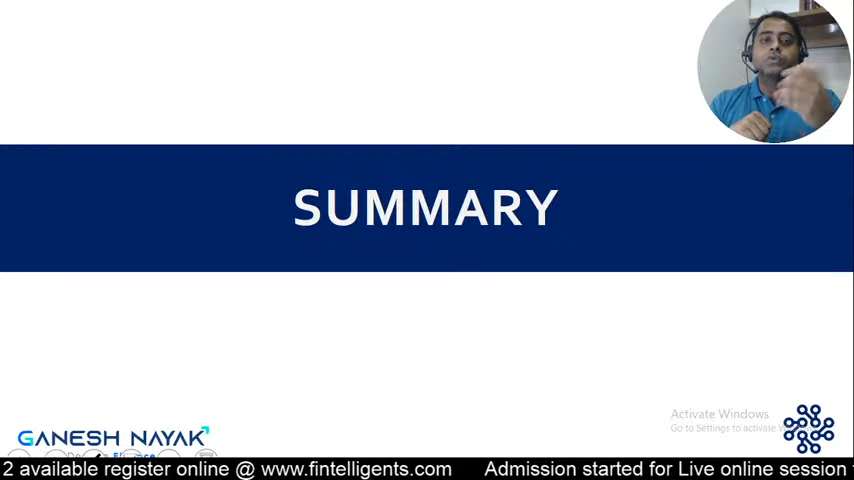 SUMMARY
Activate Windows
Go to Settings to activate
GANESH NAYAK
2 available register online @ www.fintelligents.com Admission started for Live online session